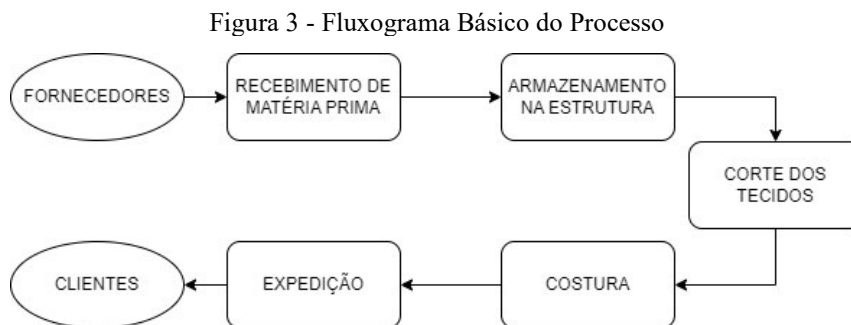 Figura 3 - Fluxograma Básico do Processo
FORNECEDORES
RECEBIMENTO DE
MATÉRIA PRIMA
ARMAZENAMENTO
NA ESTRUTURA
CORTE DOS
TECIDOS
COSTURA
EXPEDIÇÃO
CLIENTES